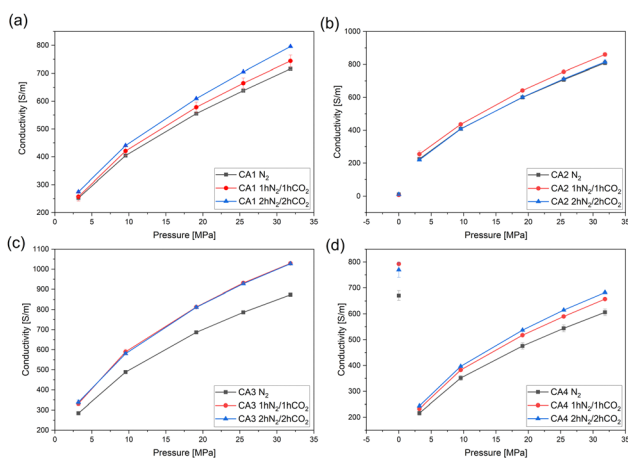 (a)
Conductivity [S/m]
800
700
600
500
400
300
200
0 5 10 15 20 25 30 35
Pressure [MPa]
CA1 N₂
CA1 1hN₂/1hCO₂
CA1 2hN₂/2hCO₂
(b)
Conductivity [S/m]
1000
800
600
400
200
0
-5 0 5 10 15 20 25 30 35
Pressure [MPa]
CA2 N₂
CA2 1hN₂/1hCO₂
CA2 2hN₂/2hCO₂
(c)
Conductivity [S/m]
1100
1000
900
800
700
600
500
400
300
200
0 5 10 15 20 25 30 35
Pressure [MPa]
CA3 N₂
CA3 1hN₂/1hCO₂
CA3 2hN₂/2hCO₂
(d)
Conductivity [S/m]
800
700
600
500
400
300
200
-5 0 5 10 15 20 25 30 35
Pressure [MPa]
CA4 N₂
CA4 1hN₂/1hCO₂
CA4 2hN₂/2hCO₂